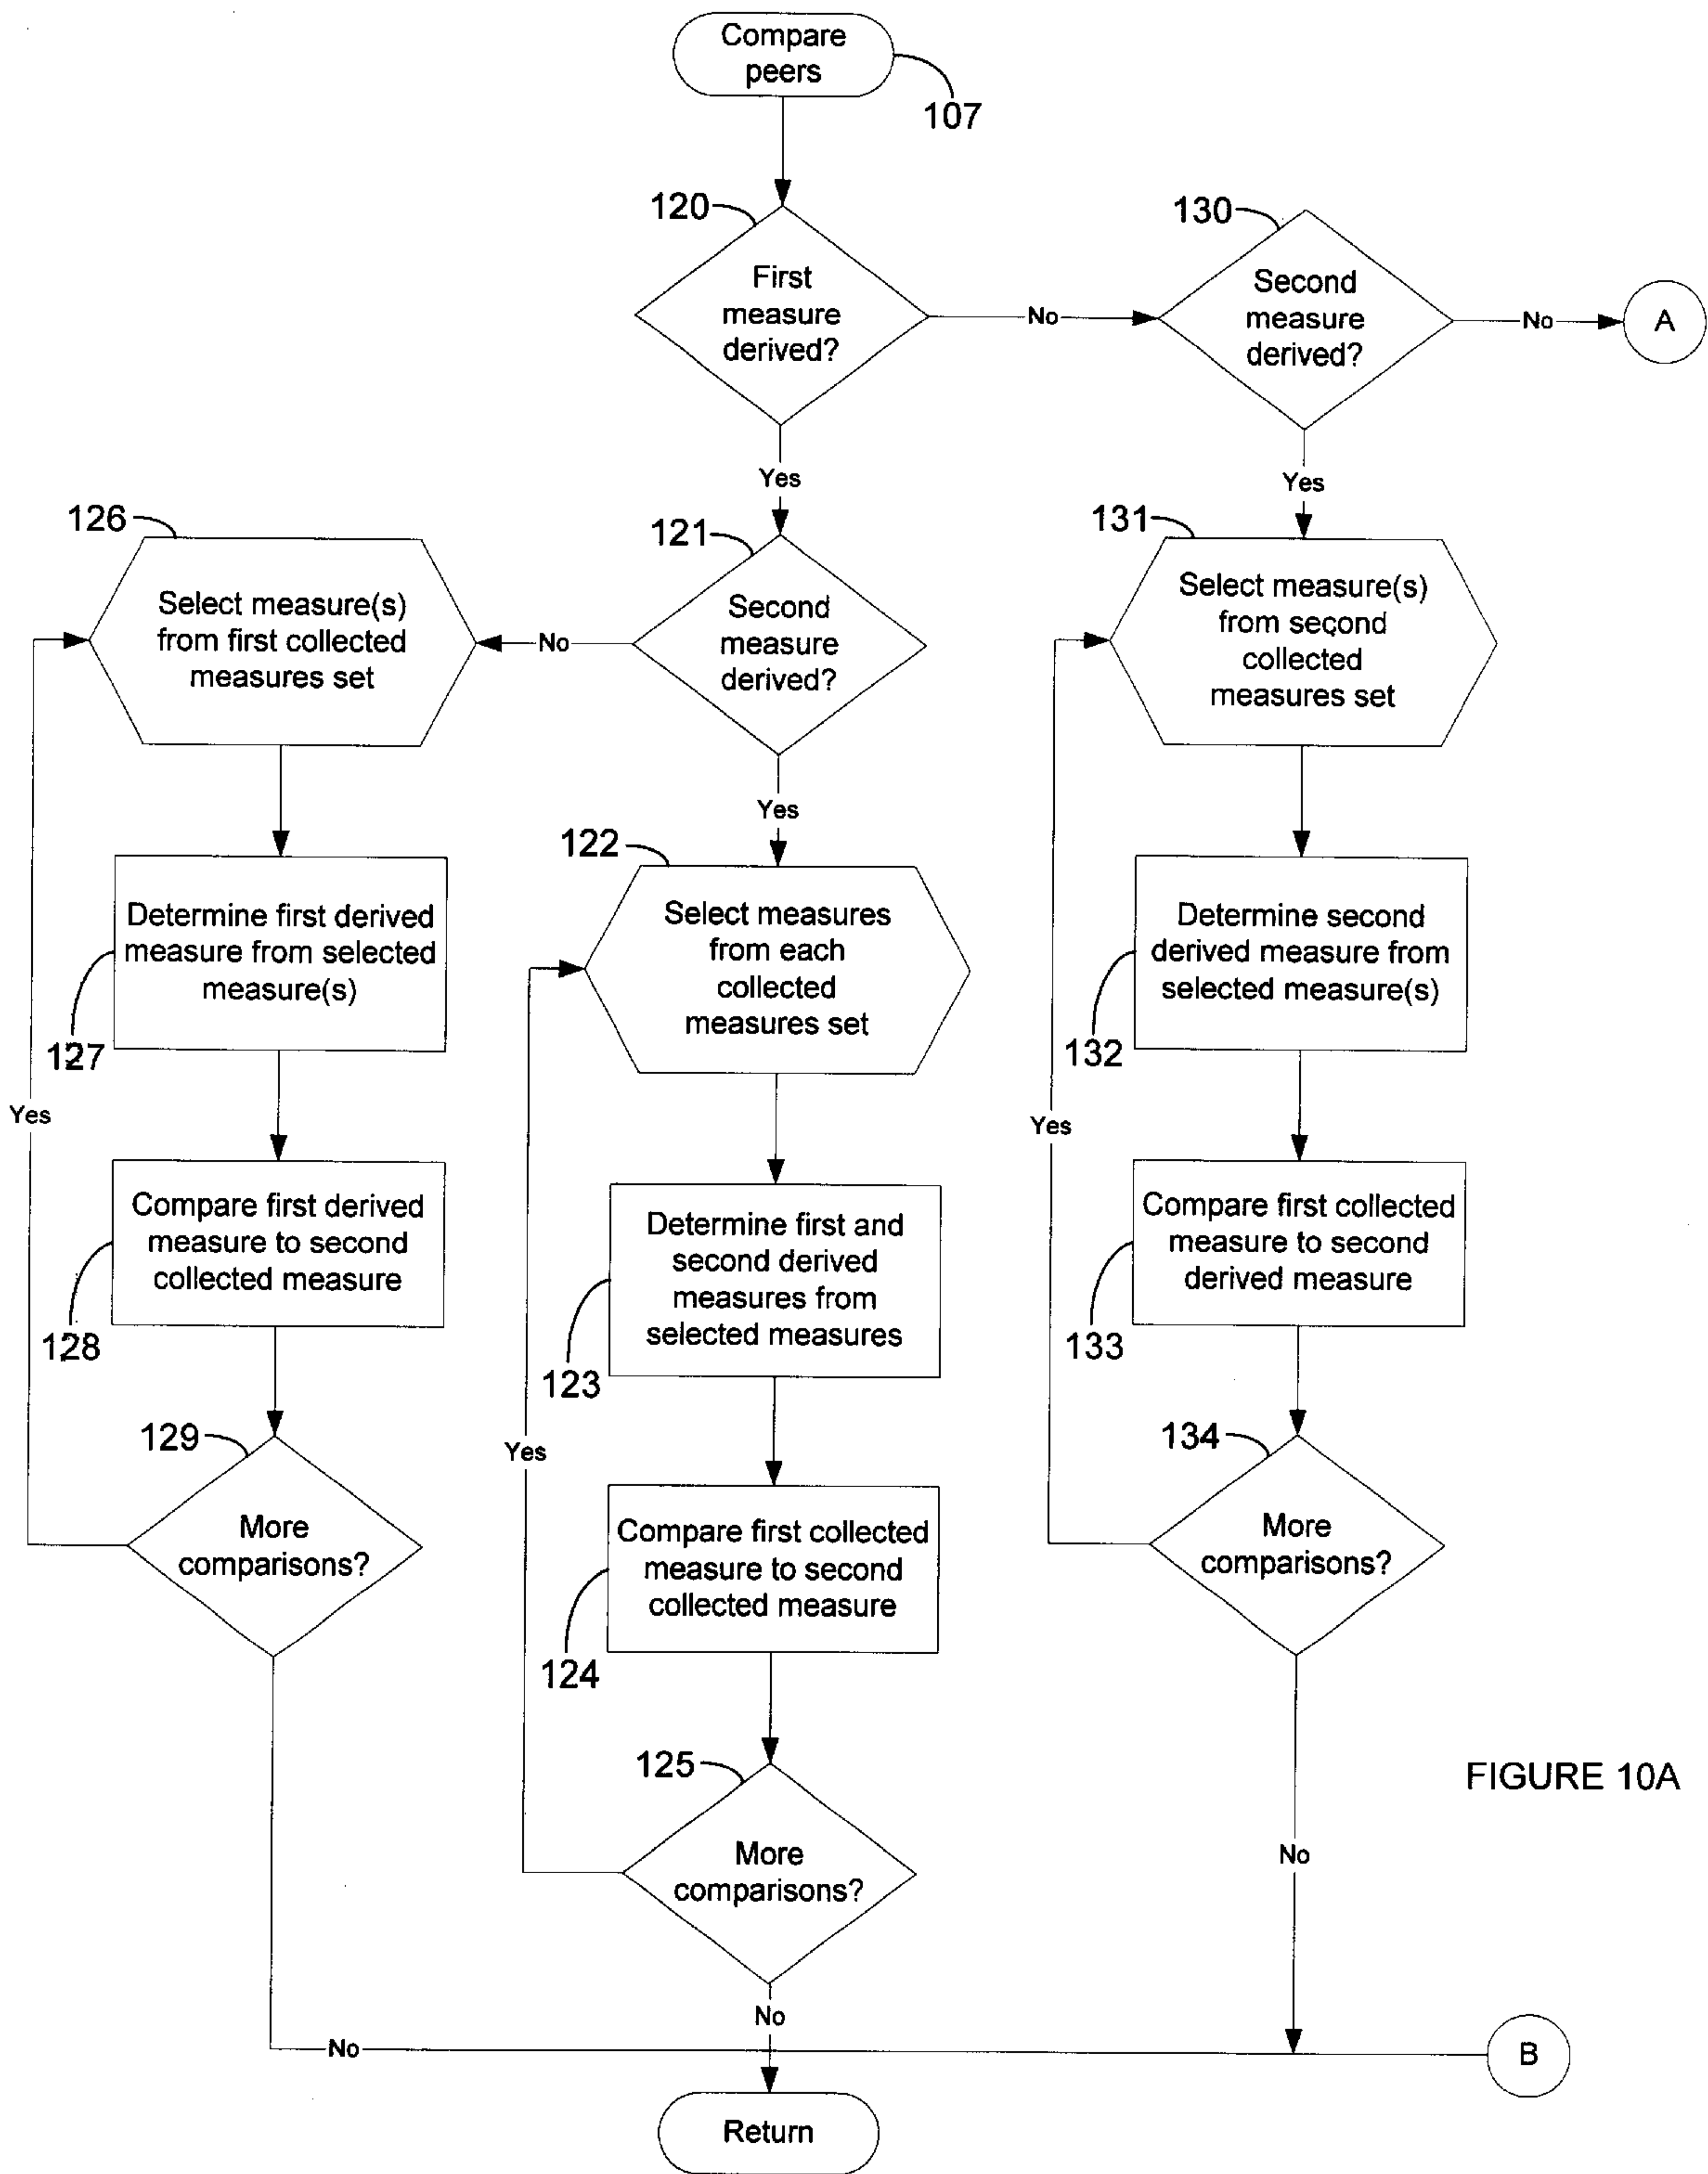 Compare
peers
107
120
First
measure
derived?
No
130
Second
measure
derived?
No
A
Yes
Yes
126
Select measure(s)
from first collected
measures set
No
121
Second
measure
derived?
131
Select measure(s)
from second
collected
measures set
Yes
122
Select measures
from each
collected
measures set
Determine first derived
measure from selected
measure(s)
127
Determine second
derived measure from
selected measure(s)
132
Yes
Yes
Compare first derived
measure to second
collected measure
128
Determine first and
second derived
measures from
selected measures
123
Compare first collected
measure to second
derived measure
133
129
More
comparisons?
Yes
Compare first collected
measure to second
collected measure
124
134
More
comparisons?
125
More
comparisons?
FIGURE 10A
No
No
No
B
Return